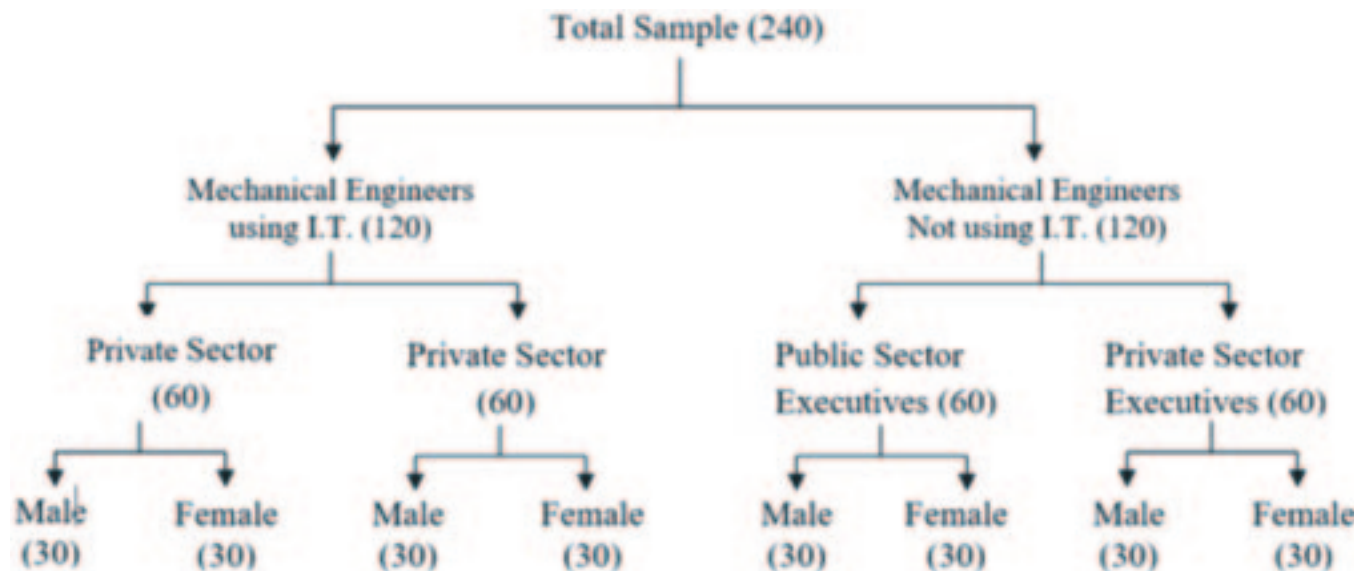 Total Sample (240)
Mechanical Engineers
using I.T. (120)
Mechanical Engineers
Not using I.T. (120)
Private Sector
(60)
Private Sector
(60)
Public Sector
Executives (60)
Private Sector
Executives (60)
Male
(30)
Female
(30)
Male
(30)
Female
(30)
Male
(30)
Female
(30)
Male
(30)
Female
(30)